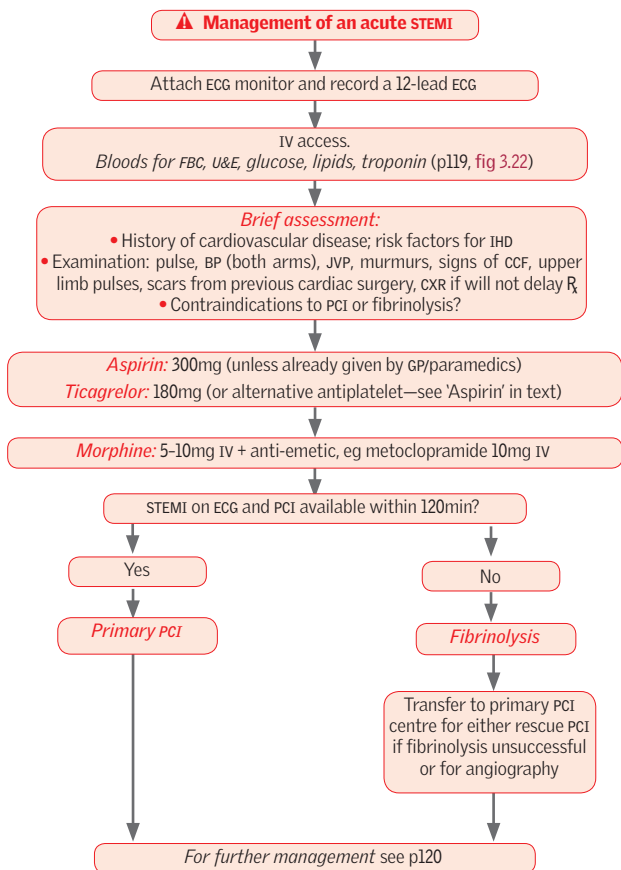 ⚠ Management of an acute STEMI
Attach ECG monitor and record a 12-lead ECG
IV access.
Bloods for FBC, U&E, glucose, lipids, troponin (p119, fig 3.22)
Brief assessment:
• History of cardiovascular disease; risk factors for IHD
• Examination: pulse, BP (both arms), JVP, murmurs, signs of CCF, upper
limb pulses, scars from previous cardiac surgery, CXR if will not delay ℞
• Contraindications to PCI or fibrinolysis?
Aspirin: 300mg (unless already given by GP/paramedics)
Ticagrelor: 180mg (or alternative antiplatelet—see ‘Aspirin’ in text)
Morphine: 5–10mg IV + anti-emetic, eg metoclopramide 10mg IV
STEMI on ECG and PCI available within 120min?
Yes
No
Primary PCI
Fibrinolysis
Transfer to primary PCI
centre for either rescue PCI
if fibrinolysis unsuccessful
or for angiography
For further management see p120